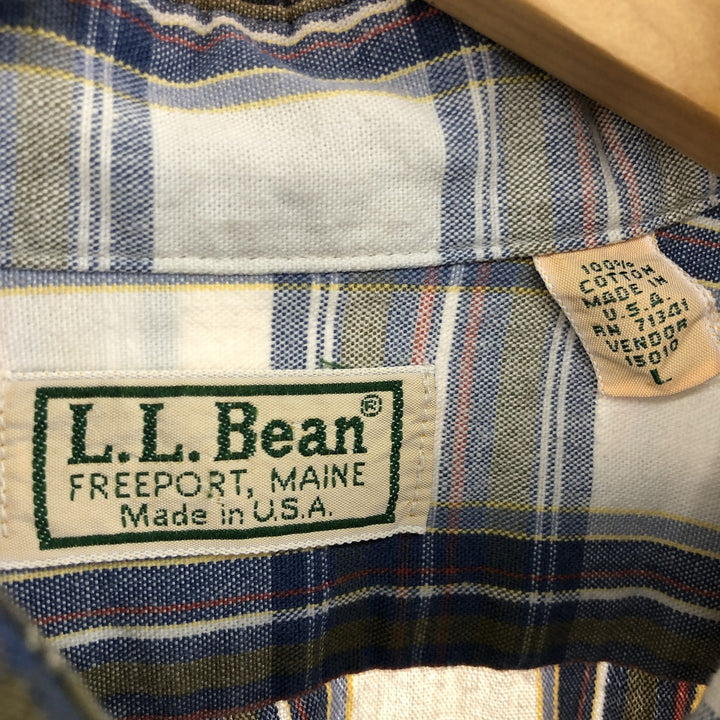 L.L. Bean®
FREEPORT, MAINE
Made in U.S.A.
100%
COTTON
MADE IN
U.S.A.
RN 71341
VENDOR
15010
L